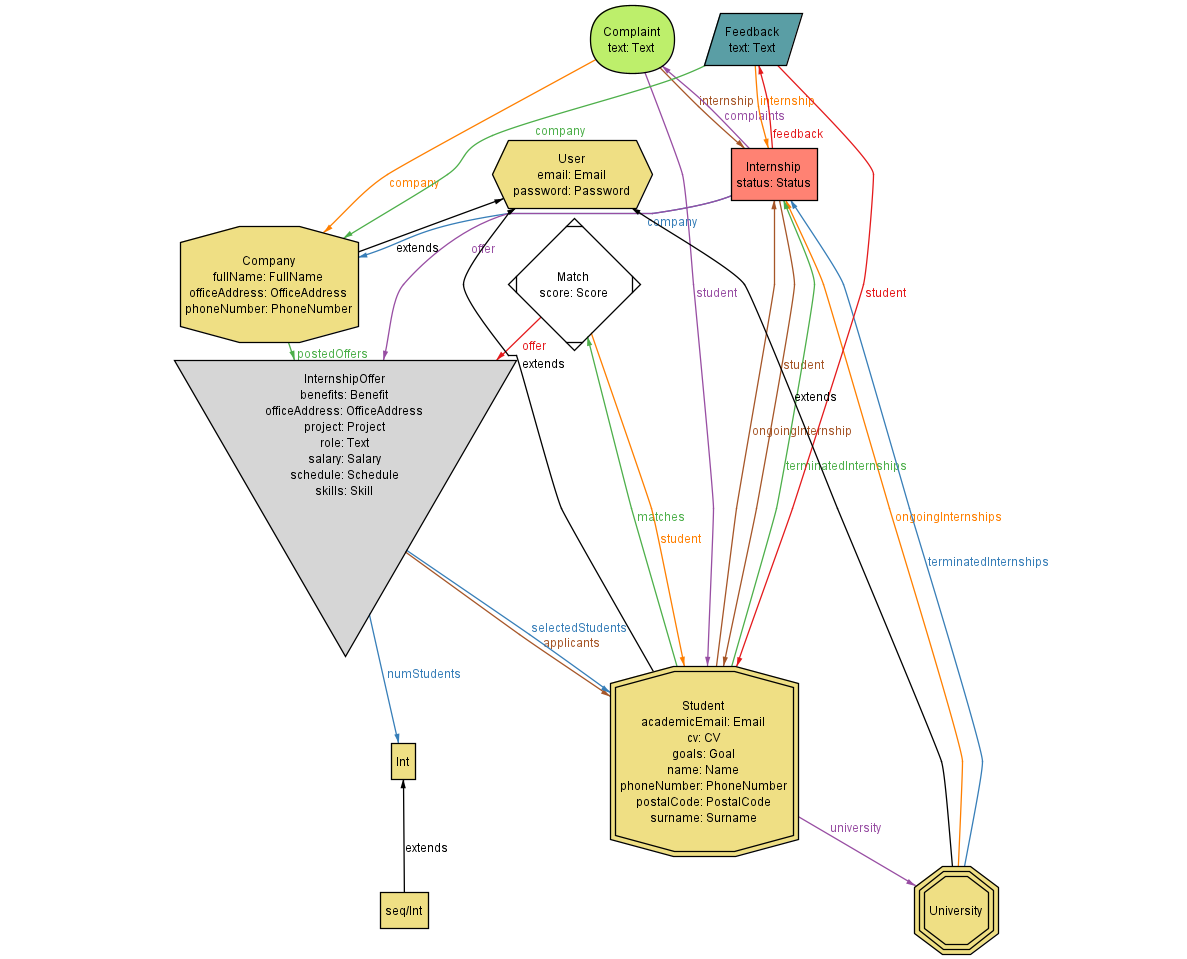 Complaint
text: Text
Feedback
text: Text
internship
internship
complaints
company
feedback
User
email: Email
password: Password
Internship
status: Status
company
company
extends
offer
Company
fullName: FullName
officeAddress: OfficeAddress
phoneNumber: PhoneNumber
Match
score: Score
student
student
offer
postedOffers
extends
student
InternshipOffer
benefits: Benefit
officeAddress: OfficeAddress
project: Project
role: Text
salary: Salary
schedule: Schedule
skills: Skill
extends
ongoingInternship
terminatedInternships
matches
ongoingInternships
student
terminatedInternships
selectedStudents
applicants
numStudents
Student
academicEmail: Email
cv: CV
goals: Goal
name: Name
phoneNumber: PhoneNumber
postalCode: PostalCode
surname: Surname
Int
university
extends
seq/Int
University